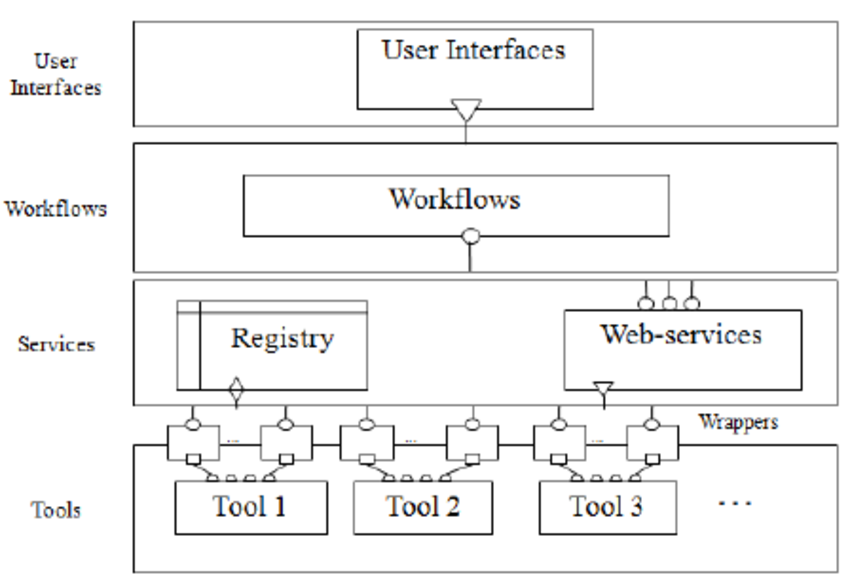 User Interfaces
User
Interfaces
Workflows
Workflows
Registry
Web-services
Services
Wrappers
... ... ...
Tool 1 Tool 2 Tool 3 ...
Tools